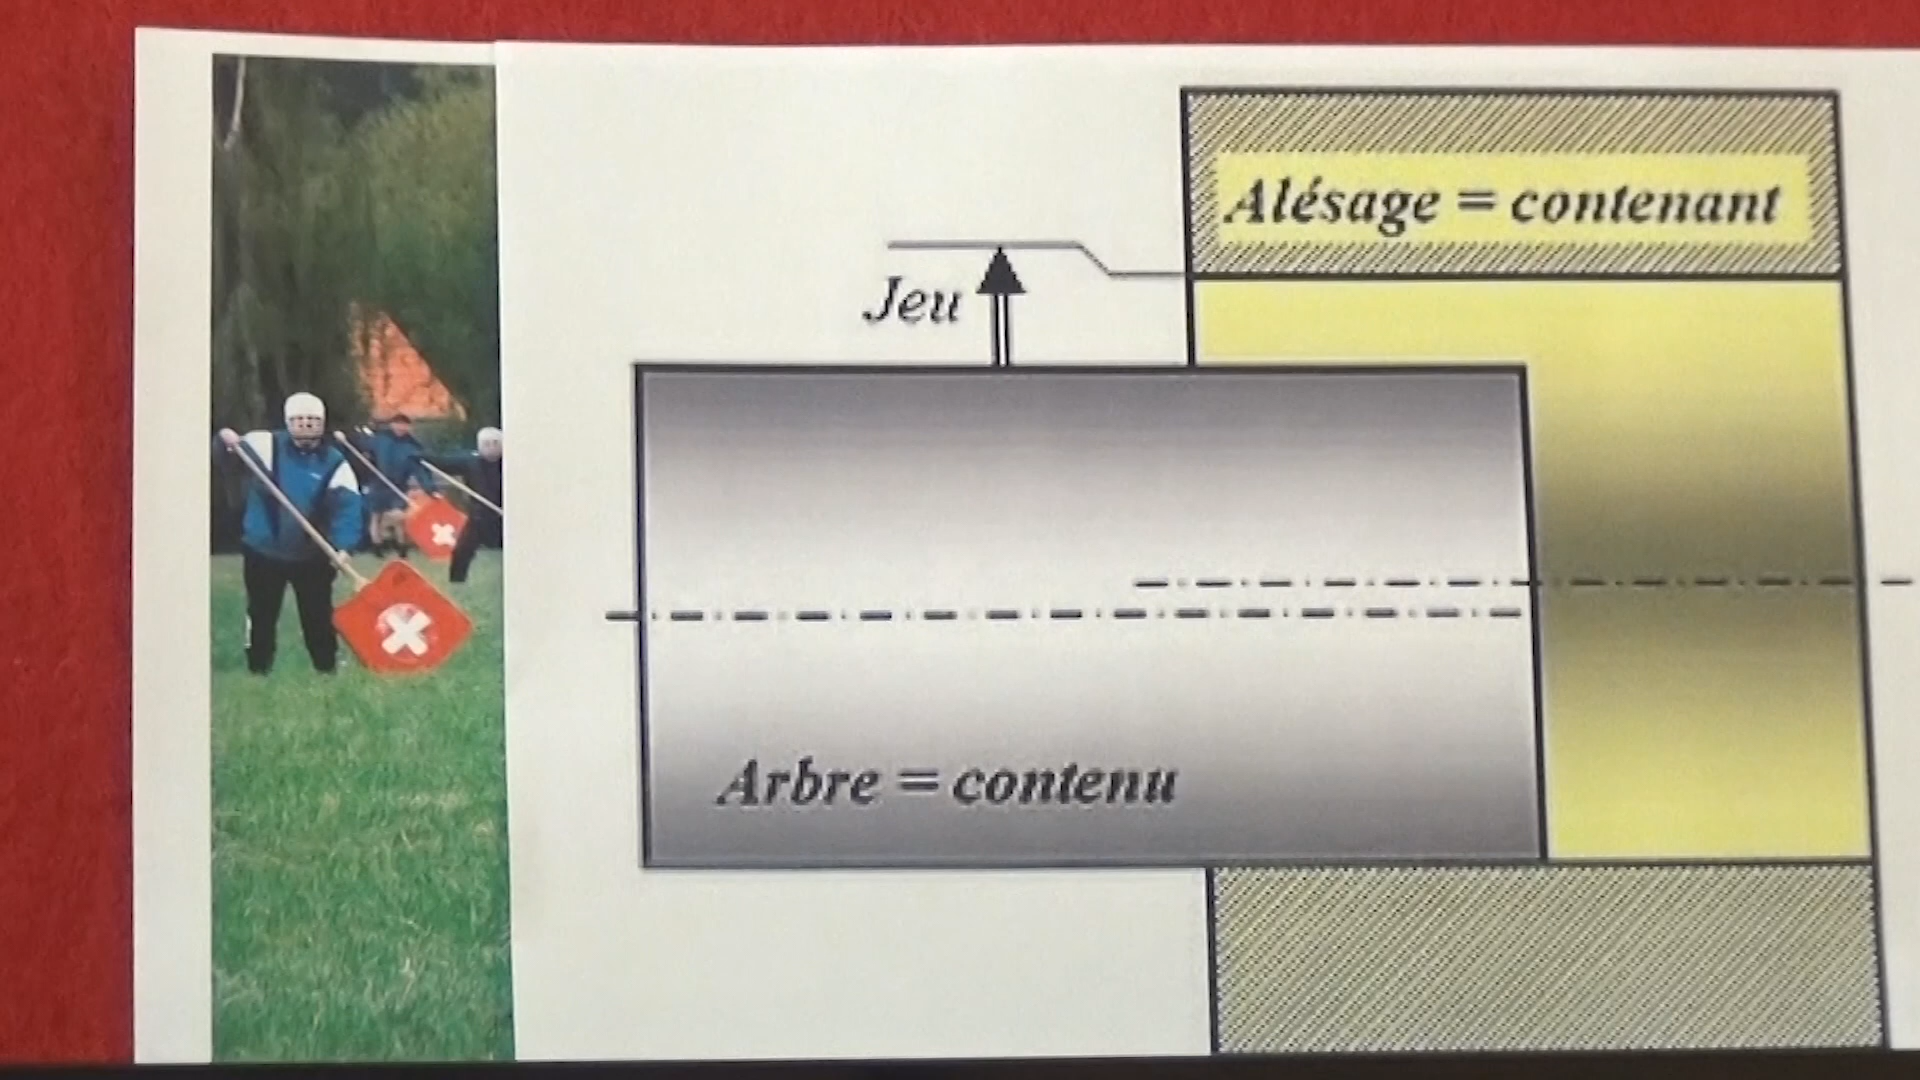 Alésage = contenant
Jeu
Arbre = contenu